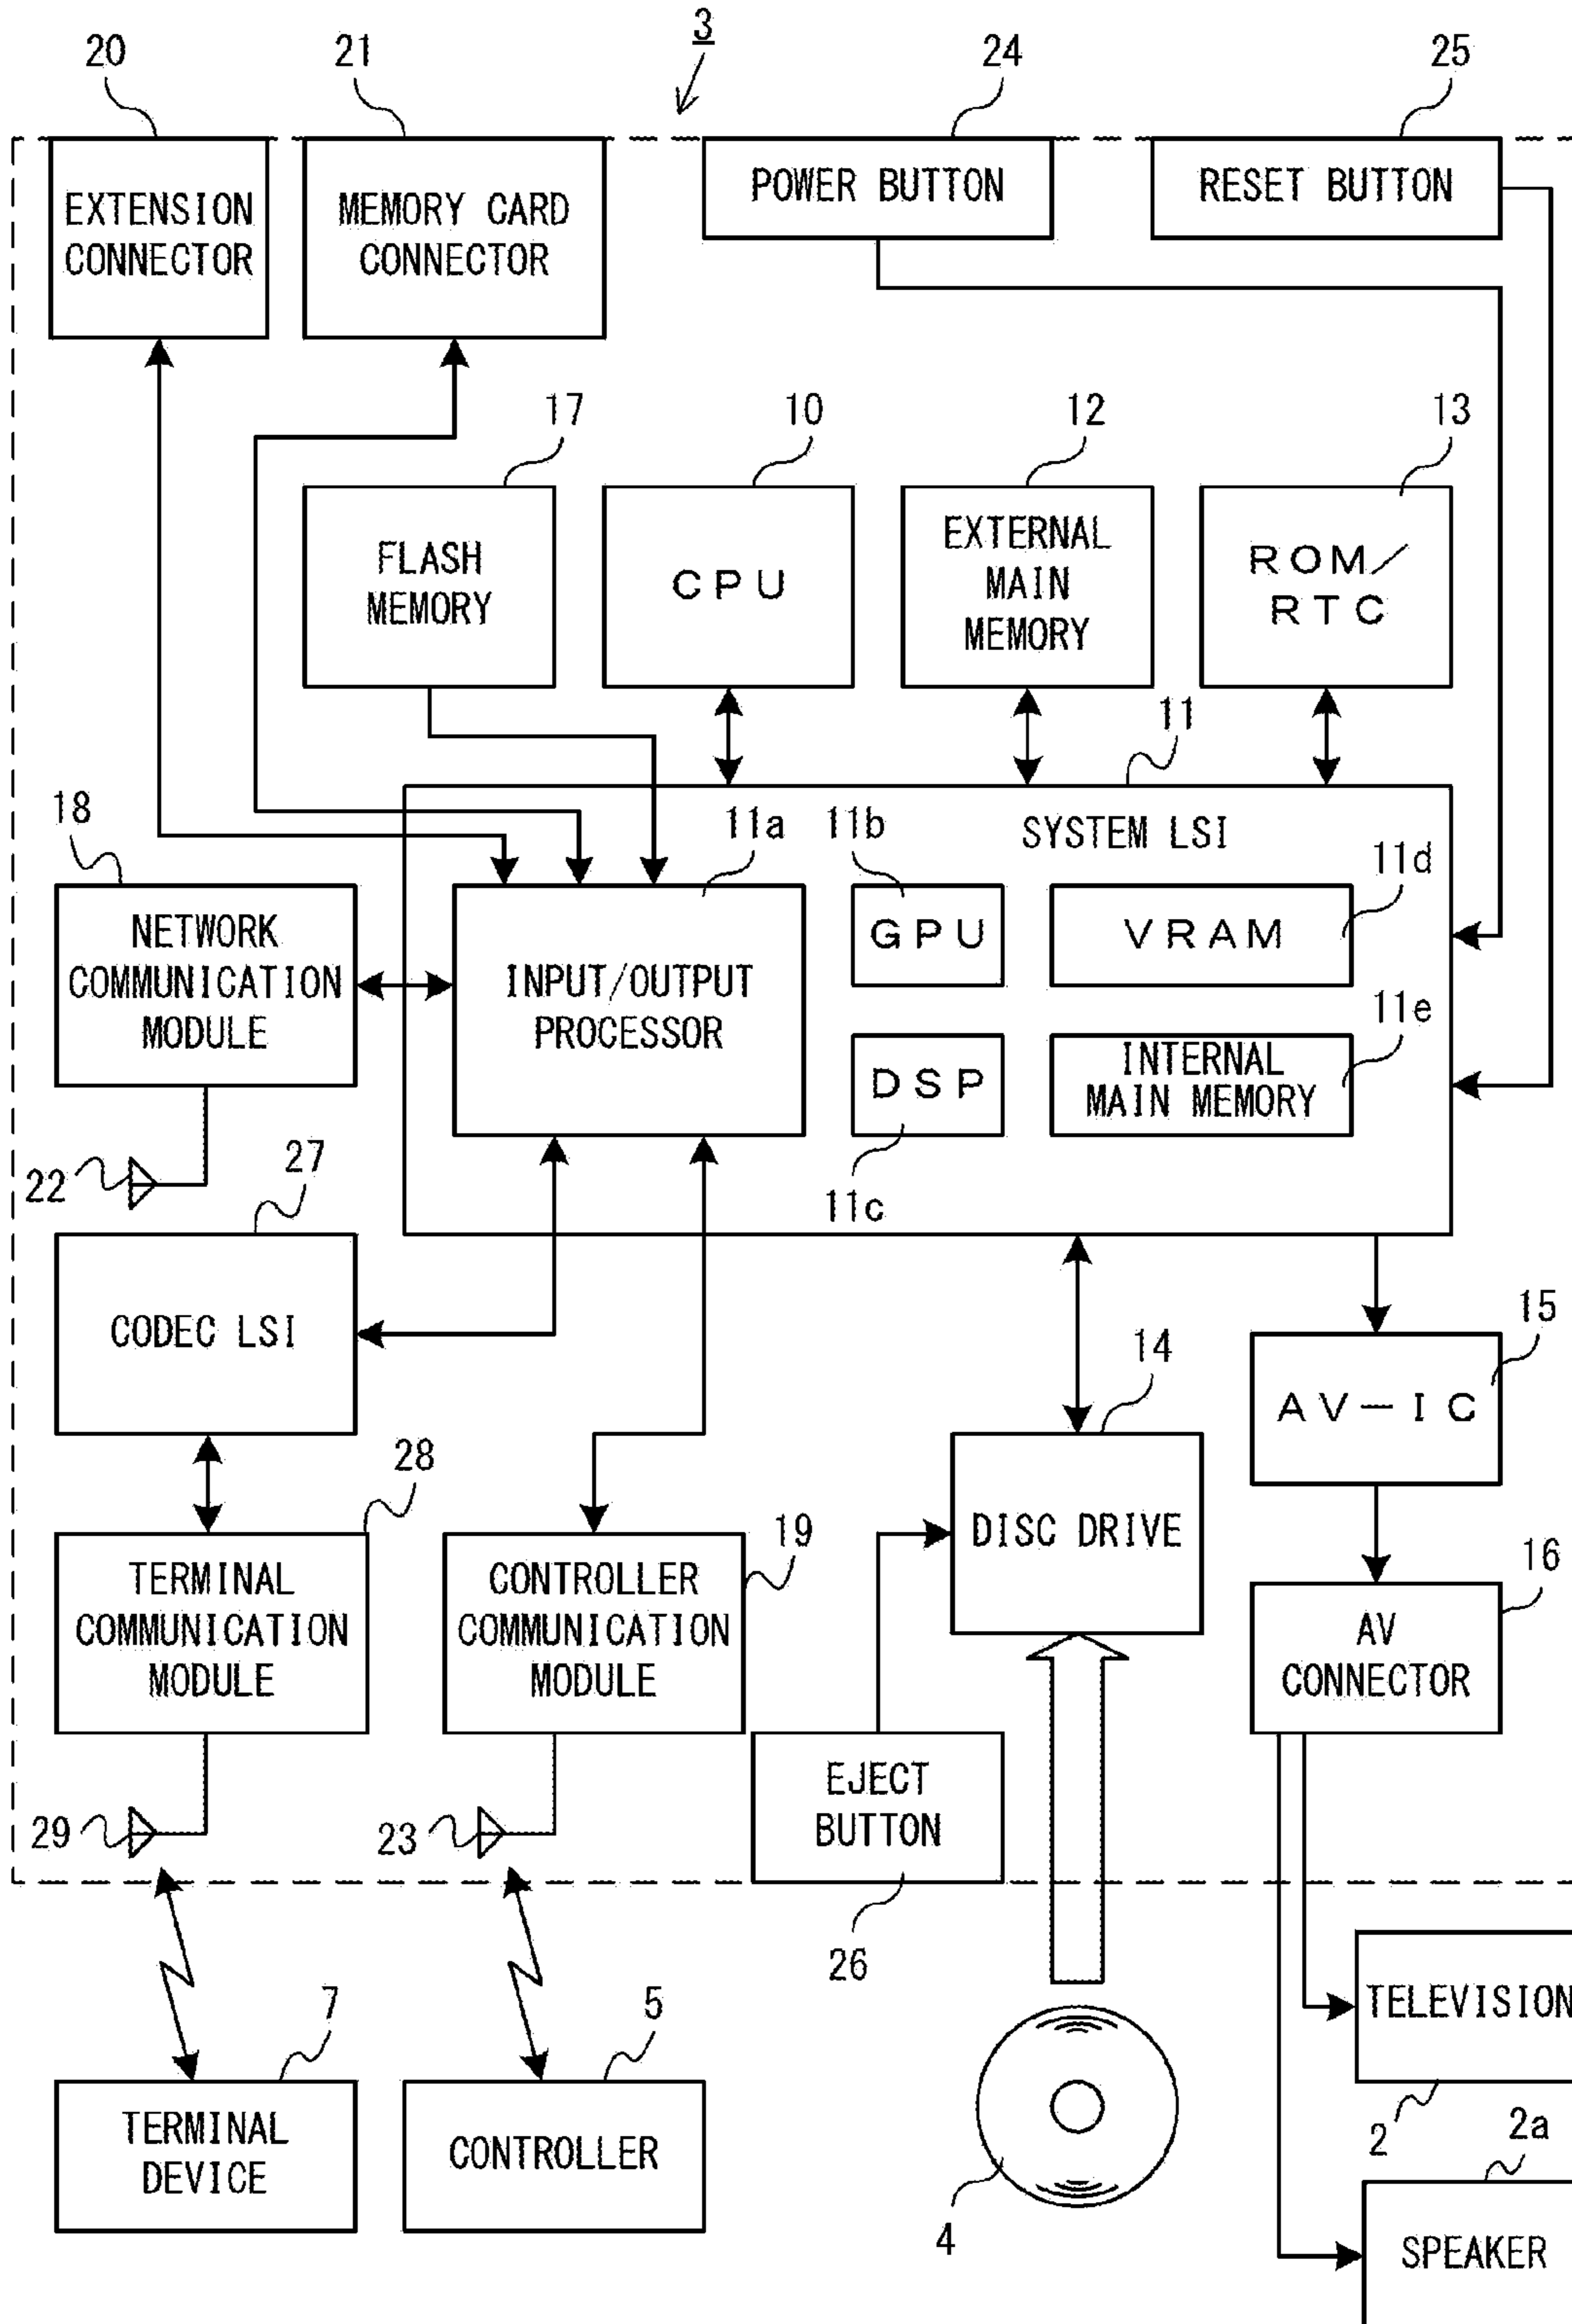 3
20
21
24
25
EXTENSION
CONNECTOR
MEMORY CARD
CONNECTOR
POWER BUTTON
RESET BUTTON
17
10
12
13
FLASH
MEMORY
CPU
EXTERNAL
MAIN
MEMORY
ROM/
RTC
11
SYSTEM LSI
18
11a
11b
11d
NETWORK
COMMUNICATION
MODULE
INPUT/OUTPUT
PROCESSOR
GPU
VRAM
11e
DSP
INTERNAL
MAIN MEMORY
22
27
11c
CODEC LSI
15
14
AV-IC
28
19
DISC DRIVE
16
TERMINAL
COMMUNICATION
MODULE
CONTROLLER
COMMUNICATION
MODULE
AV
CONNECTOR
29
23
EJECT
BUTTON
26
7
5
TELEVISION
TERMINAL
DEVICE
CONTROLLER
2
2a
4
SPEAKER